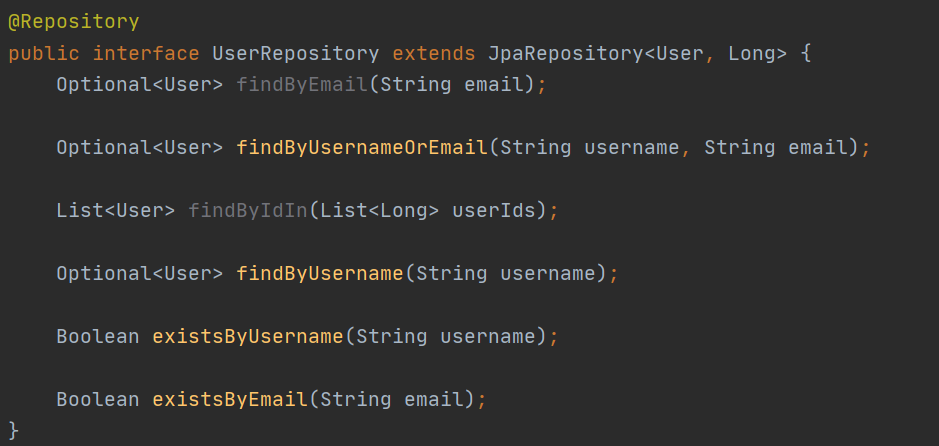 @Repository
public interface UserRepository extends JpaRepository<User, Long> {
    Optional<User> findByEmail(String email);
    Optional<User> findByUsernameOrEmail(String username, String email);
    List<User> findByIdIn(List<Long> userIds);
    Optional<User> findByUsername(String username);
    Boolean existsByUsername(String username);
    Boolean existsByEmail(String email);
}